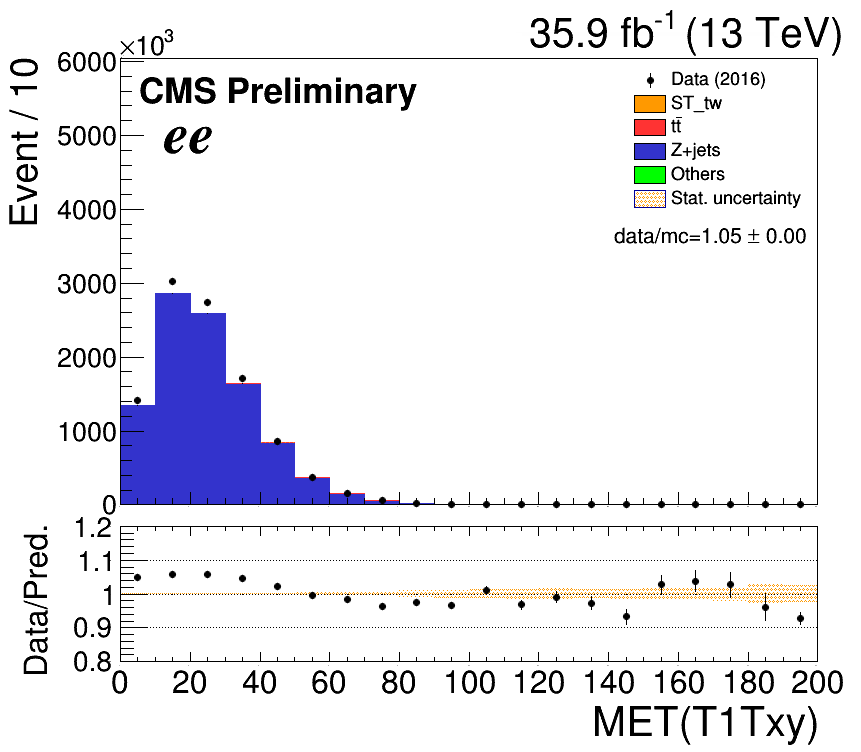 35.9 fb⁻¹ (13 TeV)
×10³
CMS Preliminary
ee
Data (2016)
ST_tw
tt̄
Z+jets
Others
Stat. uncertainty
data/mc=1.05 ± 0.00
Event / 10
6000
5000
4000
3000
2000
1000
0
Data/Pred.
1.2
1.1
1
0.9
0.8
0 20 40 60 80 100 120 140 160 180 200
MET(T1Txy)